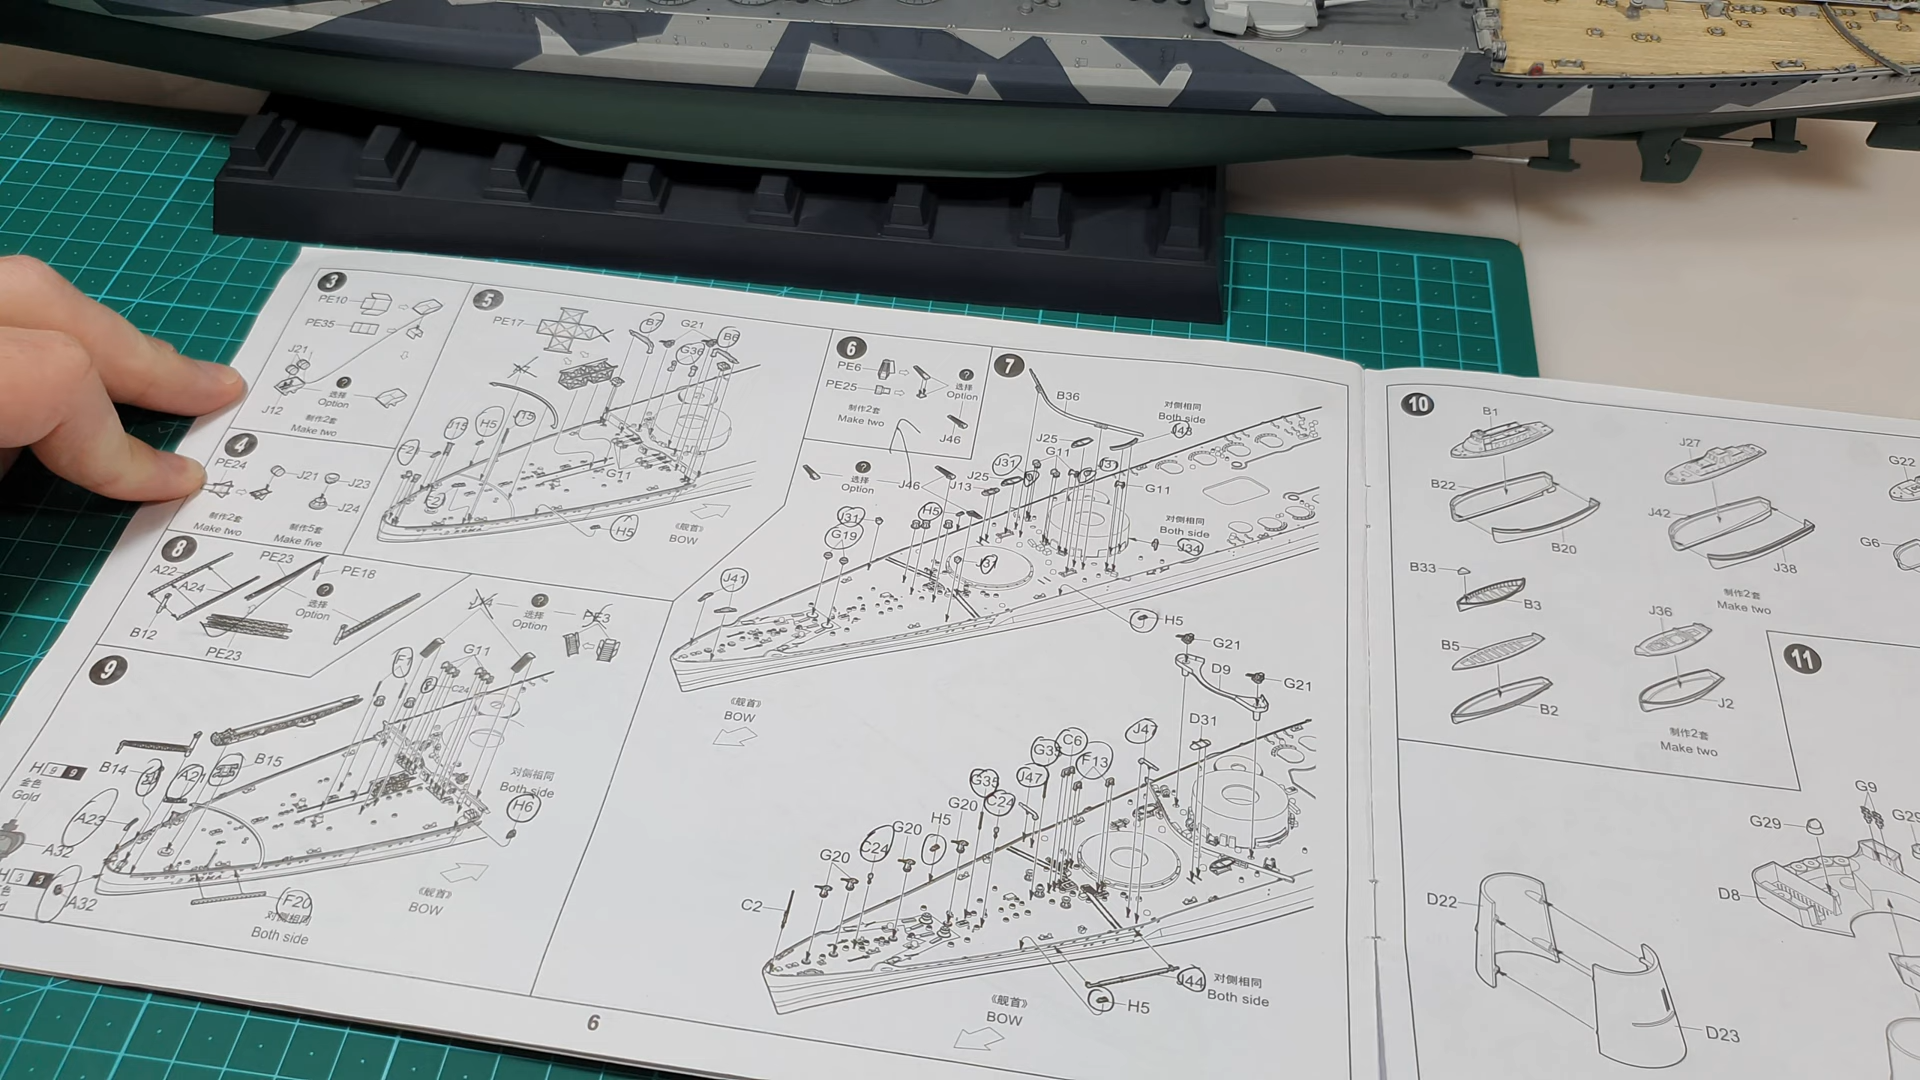 3
PE10
PE35
J21
J12
?
选择
Option
制作2套
Make two
4
PE24
J21
J23
J24
制作2套
Make two
制作5套
Make five
5
PE17
B7
G21
B6
G36
J15
H5
J15
F2
F2
G11
H5
《舰首》
BOW
6
PE6
PE25
?
选择
Option
制作2套
Make two
J46
7
B36
对侧相同
Both side
J43
J25
G11
J31
J31
J25
G11
?
选择
Option
J46
J13
H5
J31
G19
J37
对侧相同
Both side
J34
J41
H5
《舰首》
BOW
G21
D9
G21
D31
J47
C6
G35
F13
J47
G35
C24
G20
H5
G20
C24
G20
C2
J44
对侧相同
Both side
H5
《舰首》
BOW
8
A22
A24
PE23
PE18
?
选择
Option
B12
PE23
9
?
选择
Option
PE3
F1
G11
C24
B14
A21
B15
H 9 9
金色
Gold
A23
A32
H 3 3
A32
对侧相同
Both side
H6
F20
对侧相同
Both side
《舰首》
BOW
6
10
B1
B22
B20
J27
J42
J38
制作2套
Make two
G22
G6
B33
B3
B5
B2
J36
J2
制作2套
Make two
11
G9
G29
G29
D8
D22
D23